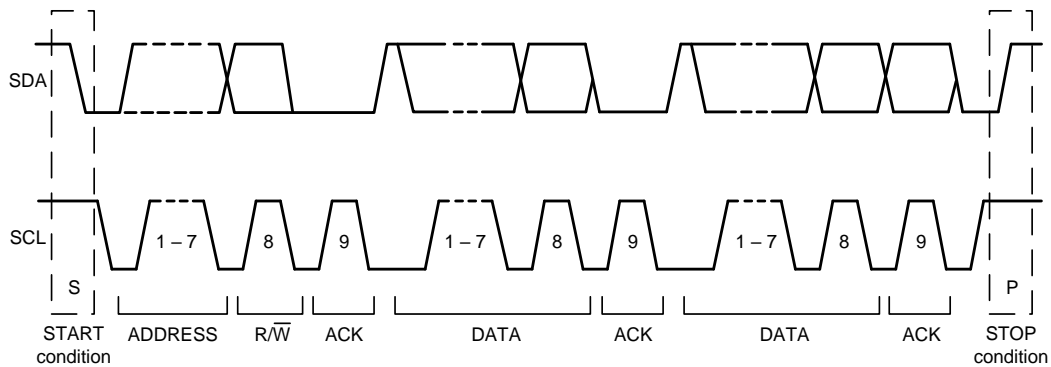 SDA
SCL
1 – 7
8
9
1 – 7
8
9
1 – 7
8
9
S
P
START
condition
ADDRESS
R/W̅
ACK
DATA
ACK
DATA
ACK
STOP
condition